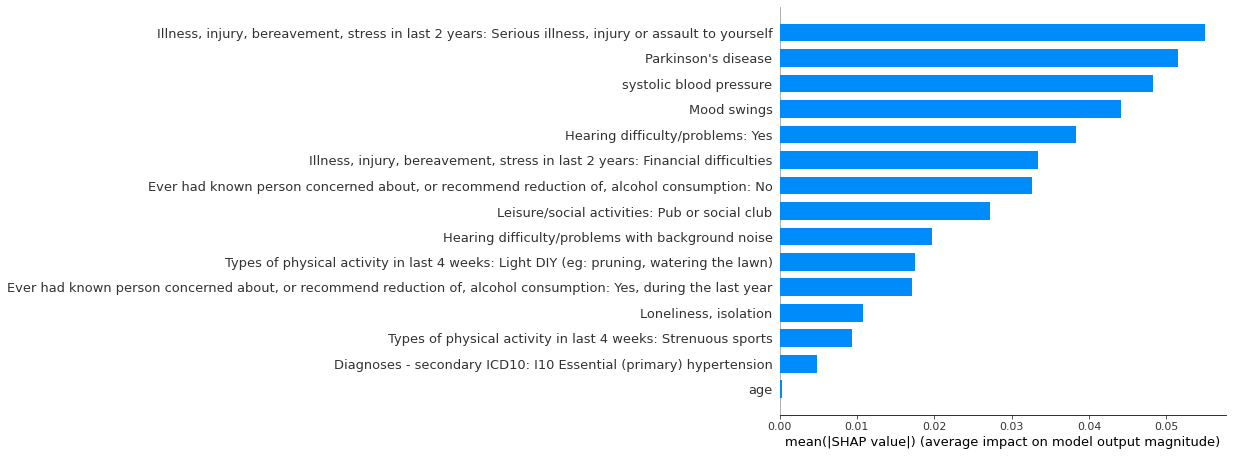 Illness, injury, bereavement, stress in last 2 years: Serious illness, injury or assault to yourself
Parkinson's disease
systolic blood pressure
Mood swings
Hearing difficulty/problems: Yes
Illness, injury, bereavement, stress in last 2 years: Financial difficulties
Ever had known person concerned about, or recommend reduction of, alcohol consumption: No
Leisure/social activities: Pub or social club
Hearing difficulty/problems with background noise
Types of physical activity in last 4 weeks: Light DIY (eg: pruning, watering the lawn)
Ever had known person concerned about, or recommend reduction of, alcohol consumption: Yes, during the last year
Loneliness, isolation
Types of physical activity in last 4 weeks: Strenuous sports
Diagnoses - secondary ICD10: I10 Essential (primary) hypertension
age
0.00 0.01 0.02 0.03 0.04 0.05
mean(|SHAP value|) (average impact on model output magnitude)